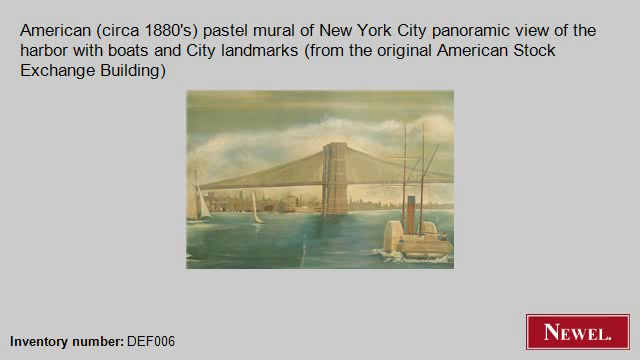 American (circa 1880's) pastel mural of New York City panoramic view of the
harbor with boats and City landmarks (from the original American Stock
Exchange Building)
Inventory number: DEF006
NEWEL.